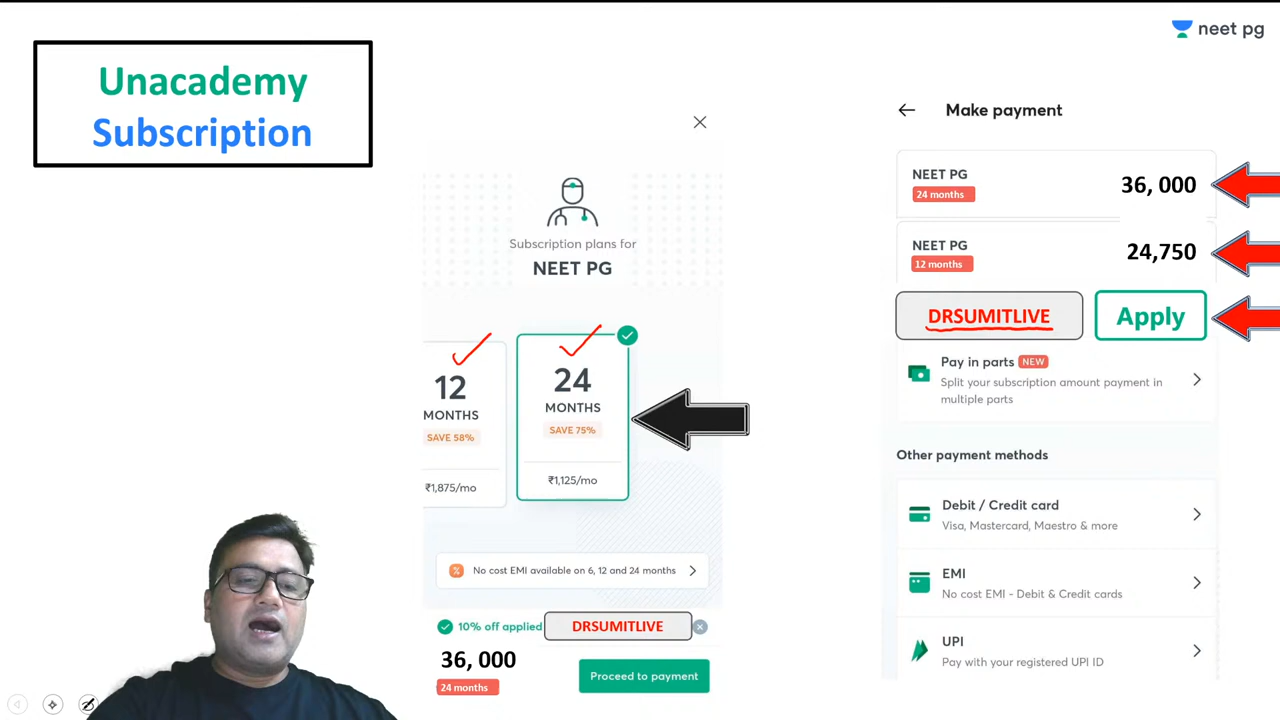 neet pg
Unacademy
Subscription
Subscription plans for
NEET PG
12
MONTHS
SAVE 58%
₹1,875/mo
24
MONTHS
SAVE 75%
₹1,125/mo
No cost EMI available on 6, 12 and 24 months
10% off applied
DRSUMITLIVE
36, 000
24 months
Proceed to payment
Make payment
NEET PG
36, 000
24 months
NEET PG
24,750
12 months
DRSUMITLIVE
Apply
Pay in parts NEW
Split your subscription amount payment in
multiple parts
Other payment methods
Debit / Credit card
Visa, Mastercard, Maestro & more
EMI
No cost EMI - Debit & Credit cards
UPI
Pay with your registered UPI ID